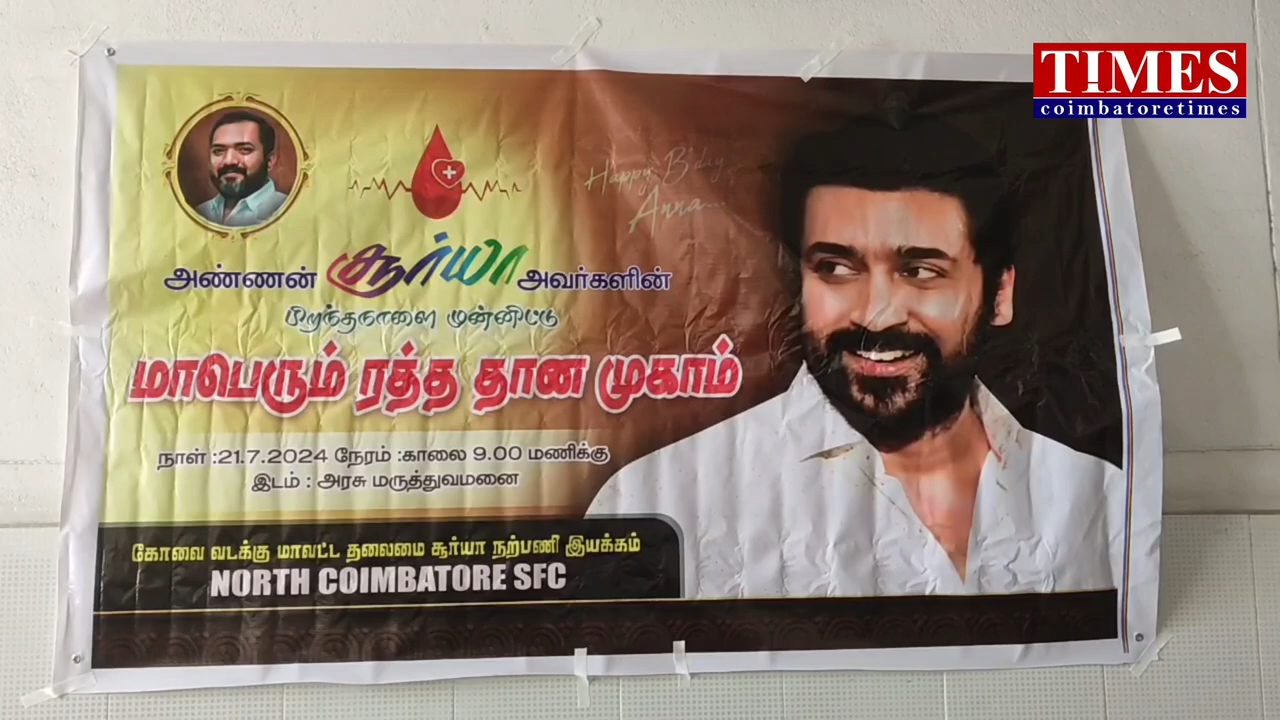 TIMES
coimbatoretimes
Happy B'day
Anna...
அண்ணன் சூர்யா அவர்களின்
பிறந்தநாளை முன்னிட்டு
மாபெரும் ரத்த தான முகாம்
நாள் :21.7.2024 நேரம் :காலை 9.00 மணிக்கு
இடம் : அரசு மருத்துவமனை
கோவை வடக்கு மாவட்ட தலைமை சூர்யா நற்பணி இயக்கம்
NORTH COIMBATORE SFC